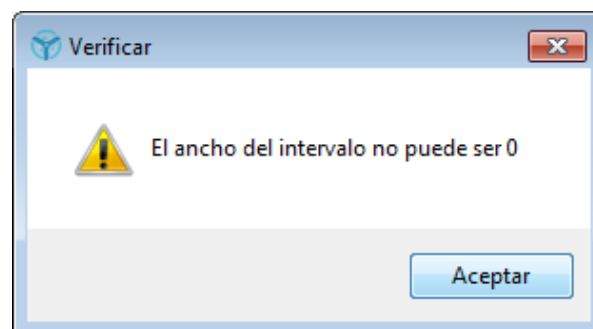 Verificar
El ancho del intervalo no puede ser 0
Aceptar